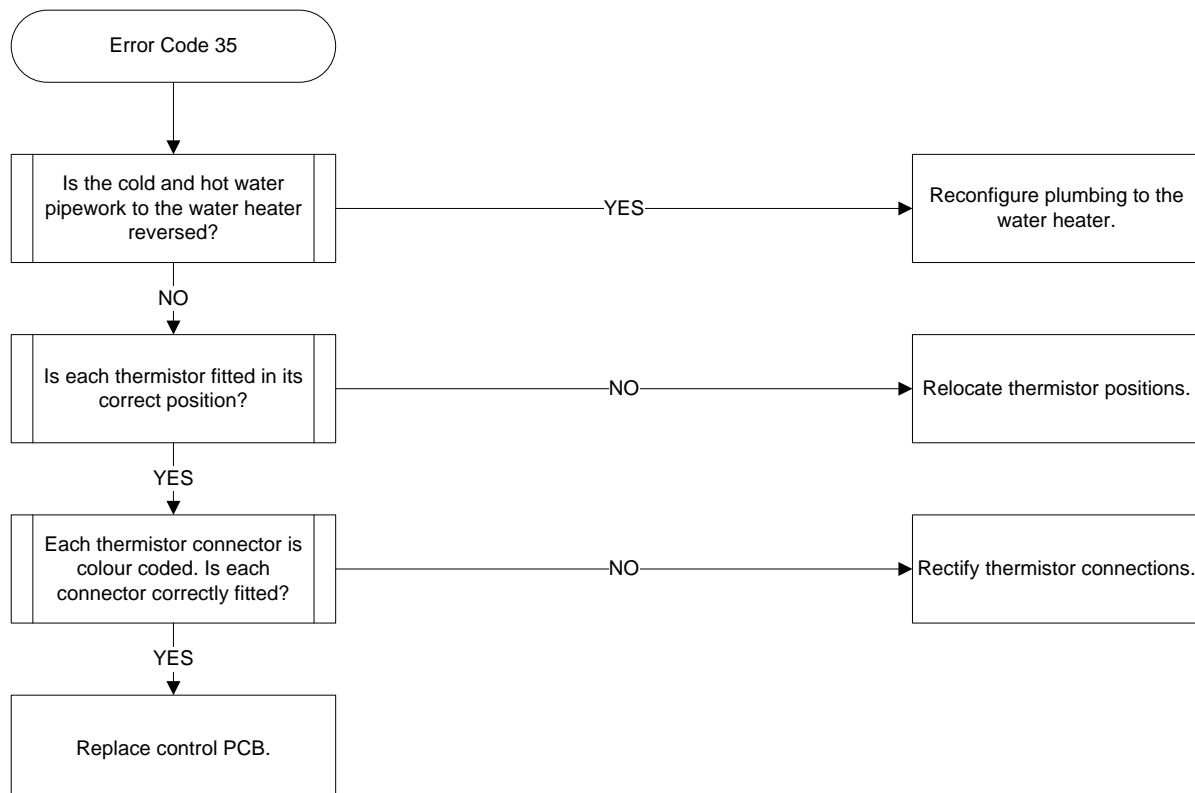 Error Code 35
Is the cold and hot water
pipework to the water heater
reversed?
YES
Reconfigure plumbing to the
water heater.
NO
Is each thermistor fitted in its
correct position?
NO
Relocate thermistor positions.
YES
Each thermistor connector is
colour coded. Is each
connector correctly fitted?
NO
Rectify thermistor connections.
YES
Replace control PCB.